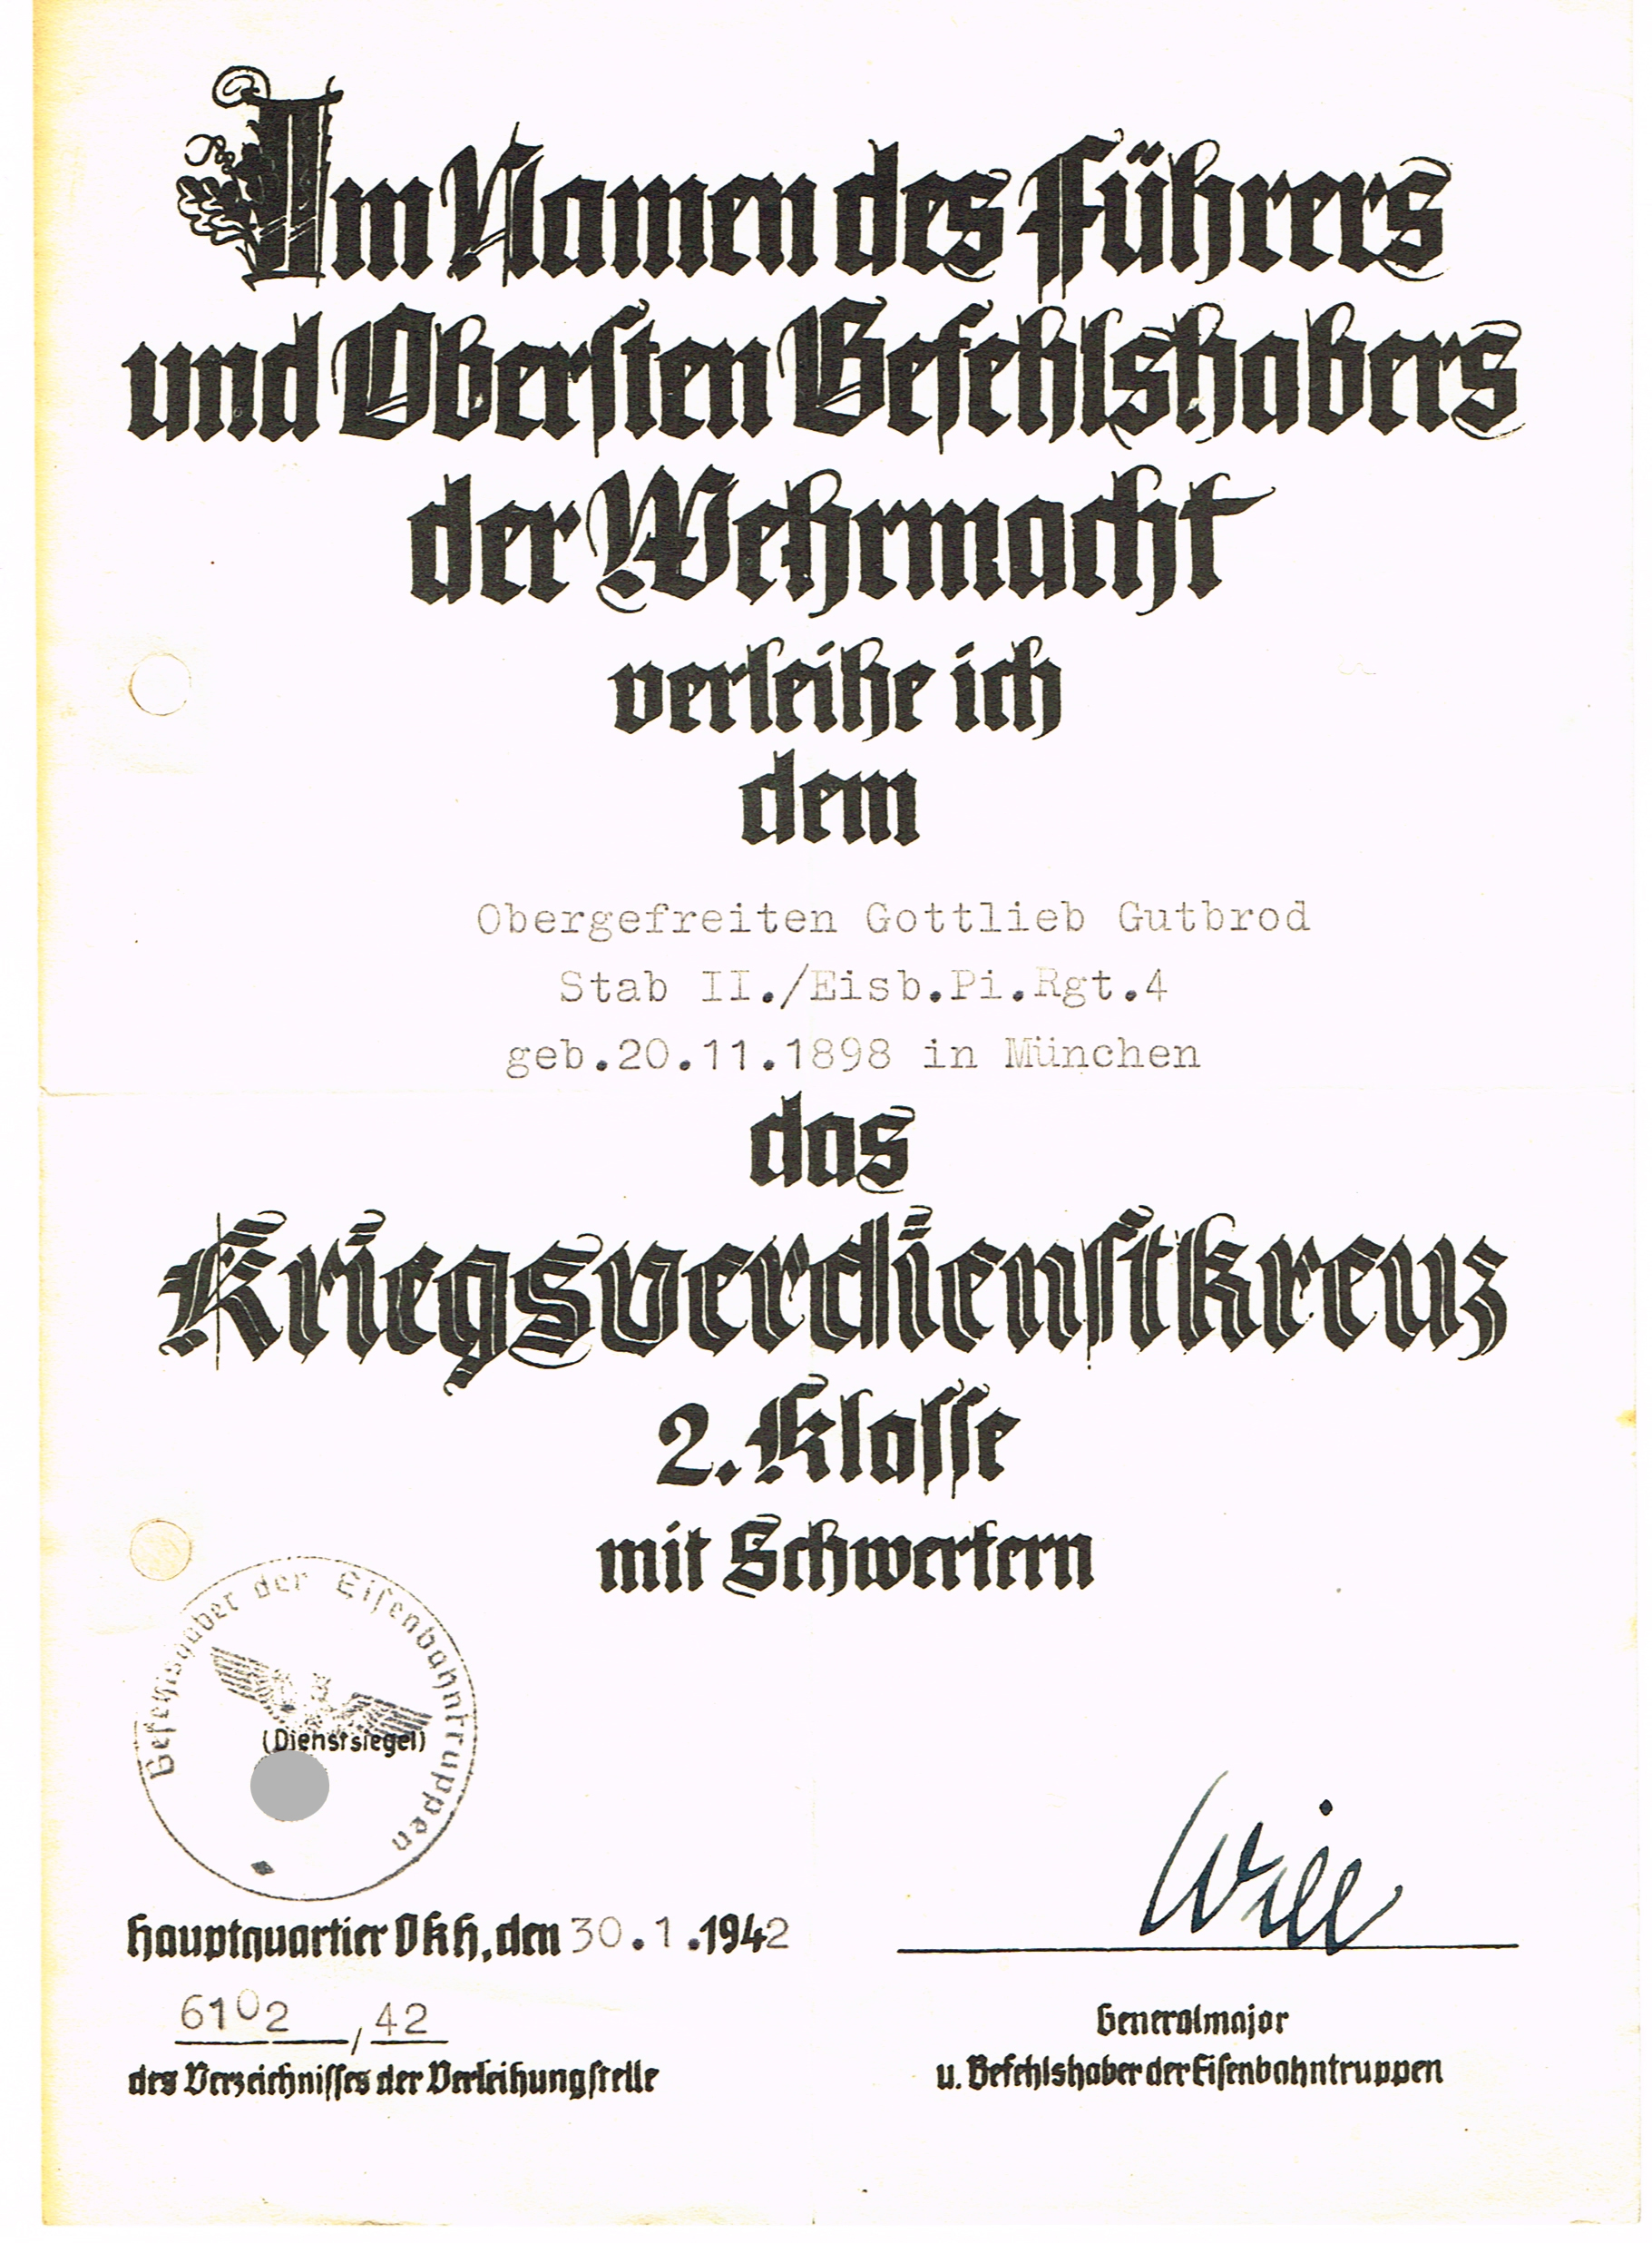 Im Namen des Führers
und Obersten Befehlshabers
der Wehrmacht
verleihe ich
dem
Obergefreiten Gottlieb Gutbrod
Stab II./Eisb.Pi.Rgt.4
geb.20.11.1898 in München
das
Kriegsverdienstkreuz
2. Klasse
mit Schwertern
Befehlshaber der Eisenbahntruppen
(Dienstsiegel)
Hauptquartier OKH, den 30.1.1942
6102 / 42
des Verzeichnisses der Verleihungsstelle
Will
Generalmajor
u. Befehlshaber der Eisenbahntruppen